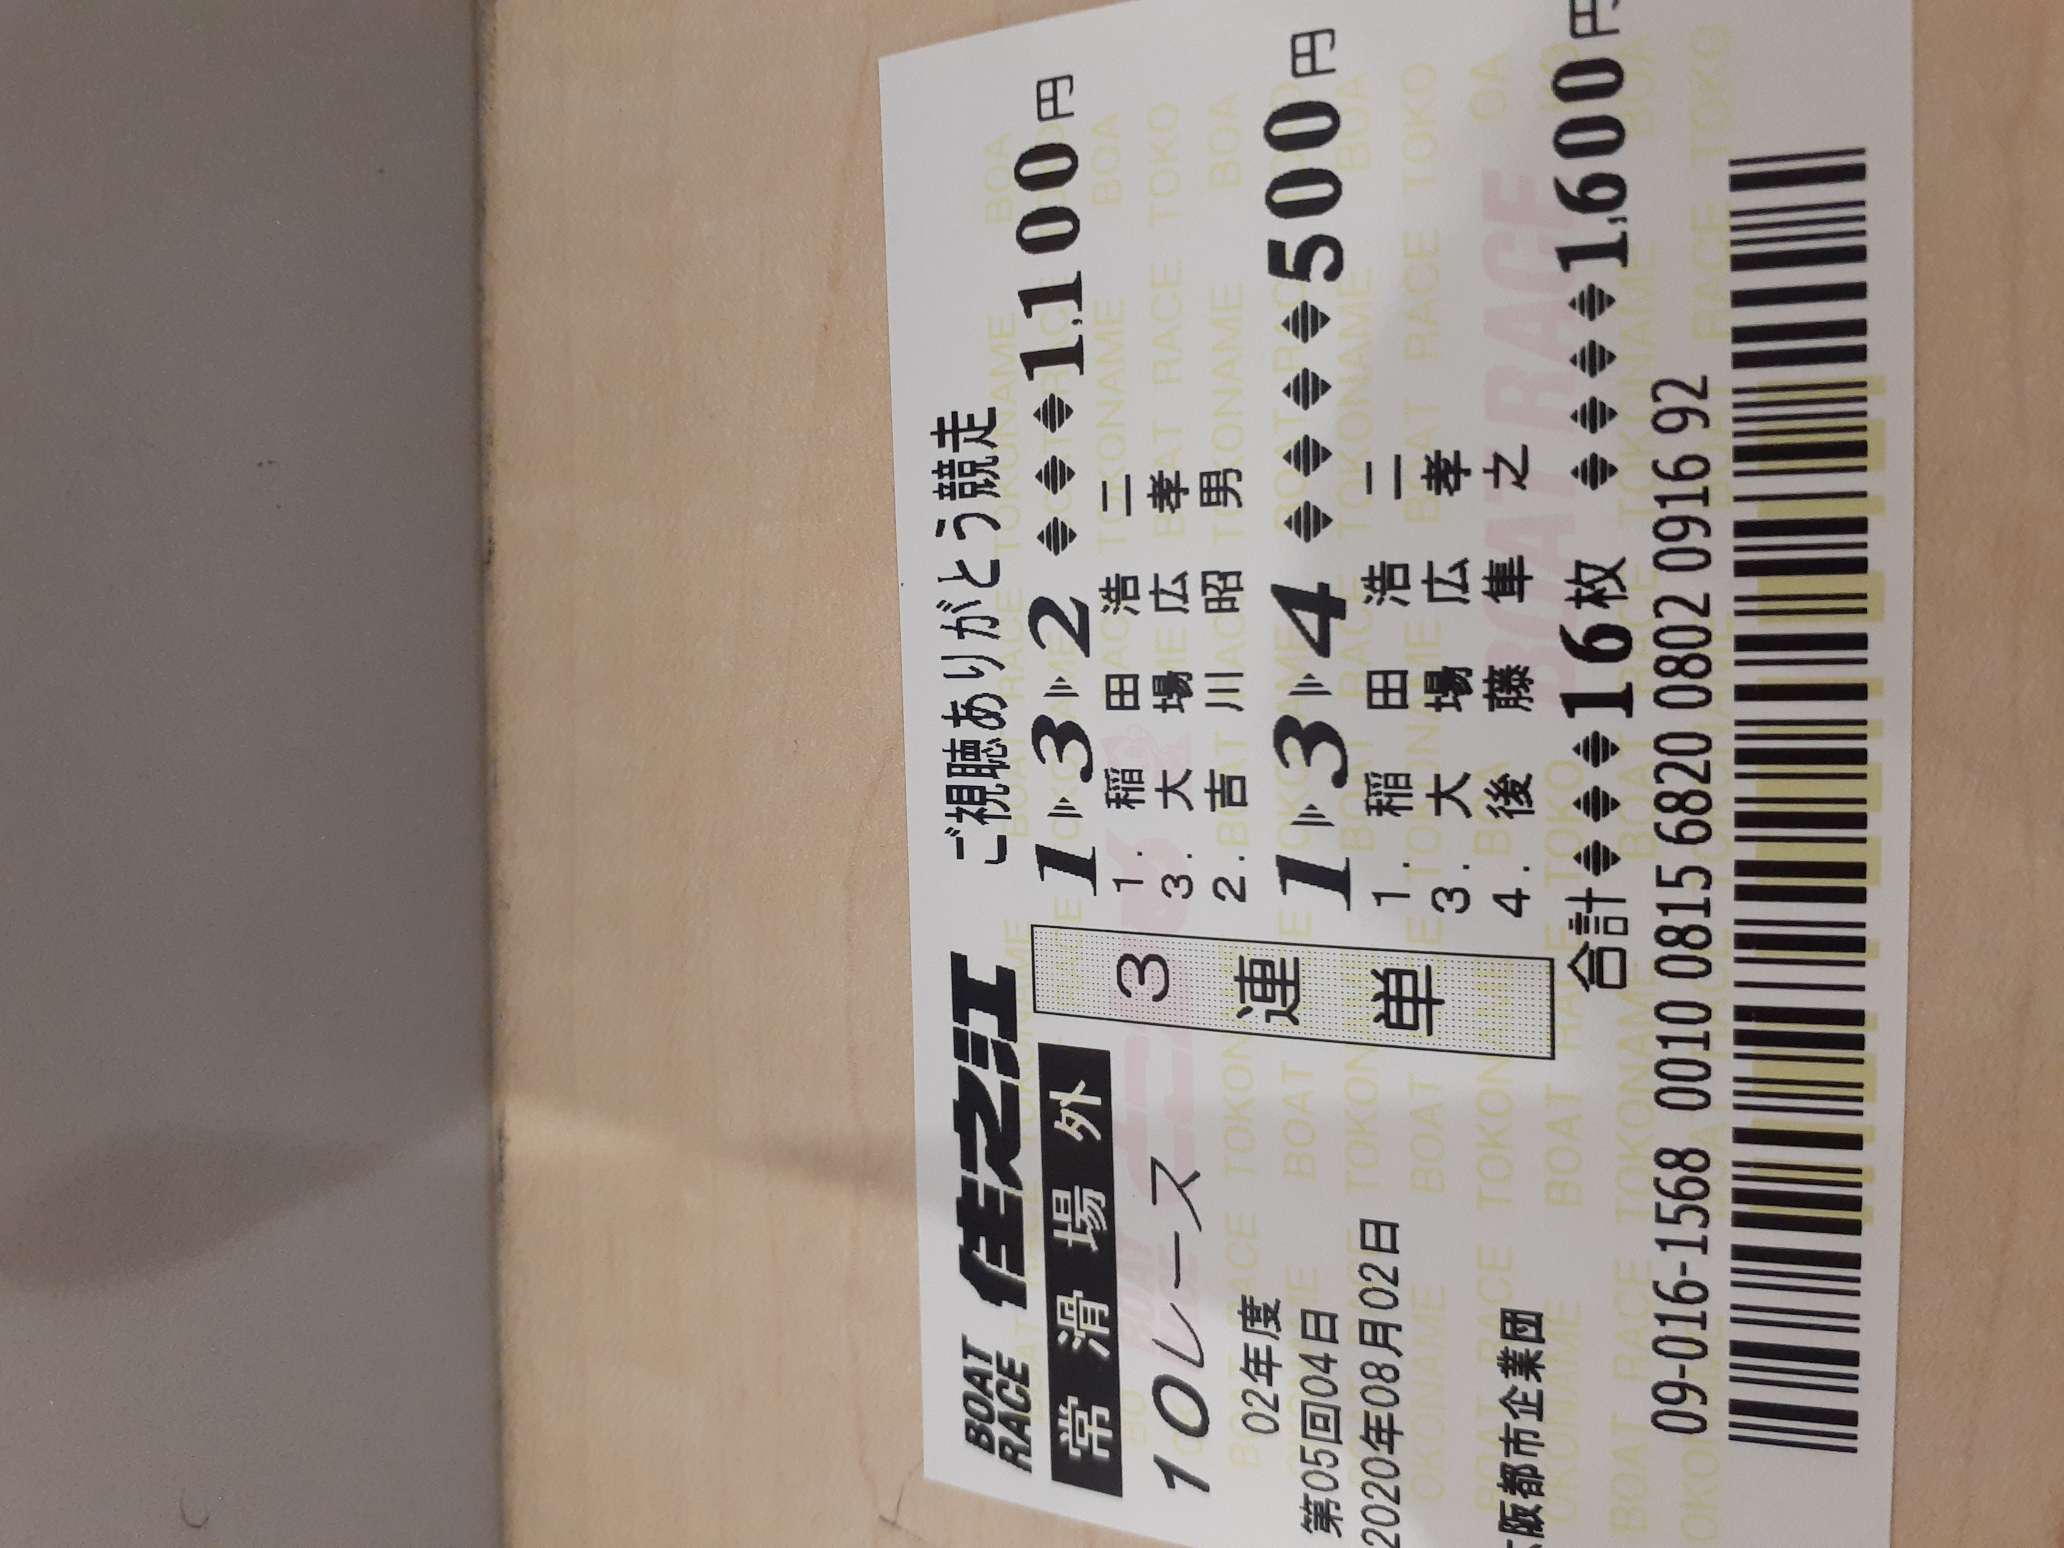 BOAT RACE 住之江 ご視聴ありがとう競走
常滑場外
10レース
02年度
第05回04日
2020年08月02日
阪都市企業団
3連単
1▶3▶2 ◆◆◆1,100円
1. 稲田 浩二
3. 大場 広孝
2. 吉川 昭男
1▶3▶4 ◆◆◆◆500円
1. 稲田 浩二
3. 大場 広孝
4. 後藤 隼之
合計◆◆◆16枚 ◆◆◆◆1,600円
09-016-1568 0010 0815 6820 0802 0916 92